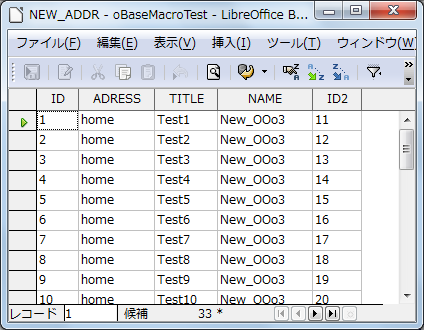 NEW_ADDR - oBaseMacroTest - LibreOffice B...
ファイル(F) 編集(E) 表示(V) 挿入(I) ツール(T) ウィンドウ(W
ID ADRESS TITLE NAME ID2
1 home Test1 New_OOo3 11
2 home Test2 New_OOo3 12
3 home Test3 New_OOo3 13
4 home Test4 New_OOo3 14
5 home Test5 New_OOo3 15
6 home Test6 New_OOo3 16
7 home Test7 New_OOo3 17
8 home Test8 New_OOo3 18
9 home Test9 New_OOo3 19
10 home Test10 New_OOo3 20
レコード 1 候補 33 *